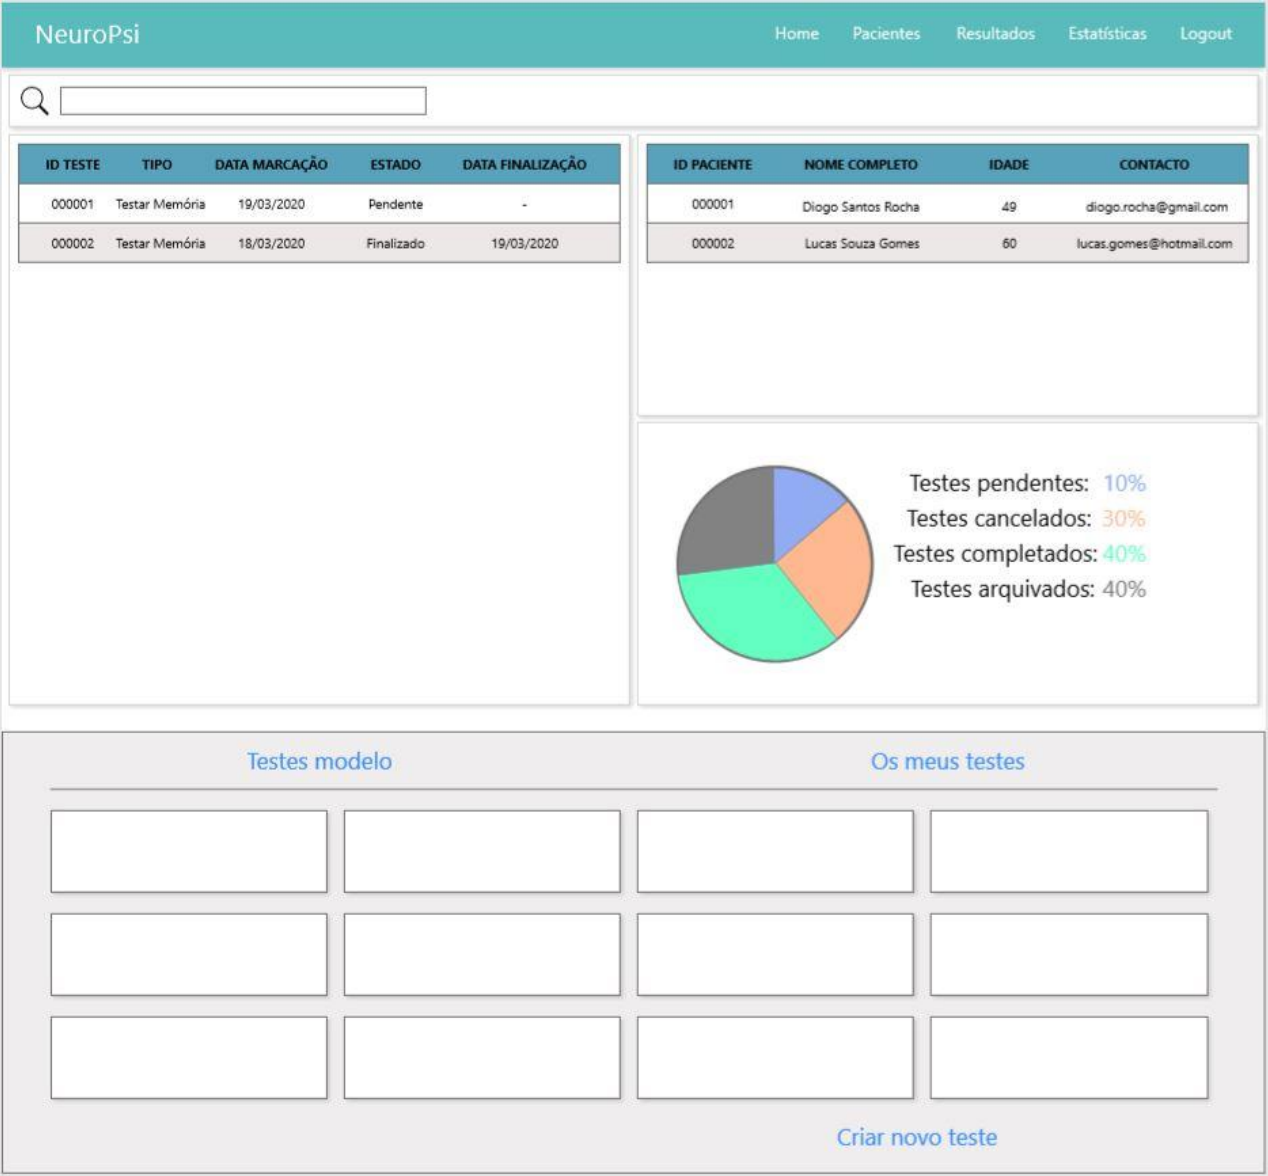 NeuroPsi Home Pacientes Resultados Estatísticas Logout
ID TESTE TIPO DATA MARCAÇÃO ESTADO DATA FINALIZAÇÃO
000001 Testar Memória 19/03/2020 Pendente -
000002 Testar Memória 18/03/2020 Finalizado 19/03/2020
ID PACIENTE NOME COMPLETO IDADE CONTACTO
000001 Diogo Santos Rocha 49 diogo.rocha@gmail.com
000002 Lucas Souza Gomes 60 lucas.gomes@hotmail.com
Testes pendentes: 10%
Testes cancelados: 30%
Testes completados: 40%
Testes arquivados: 40%
Testes modelo Os meus testes
Criar novo teste